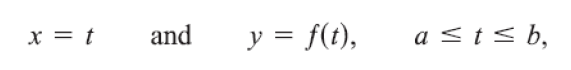 x = t and y = f(t), a ≤ t ≤ b,